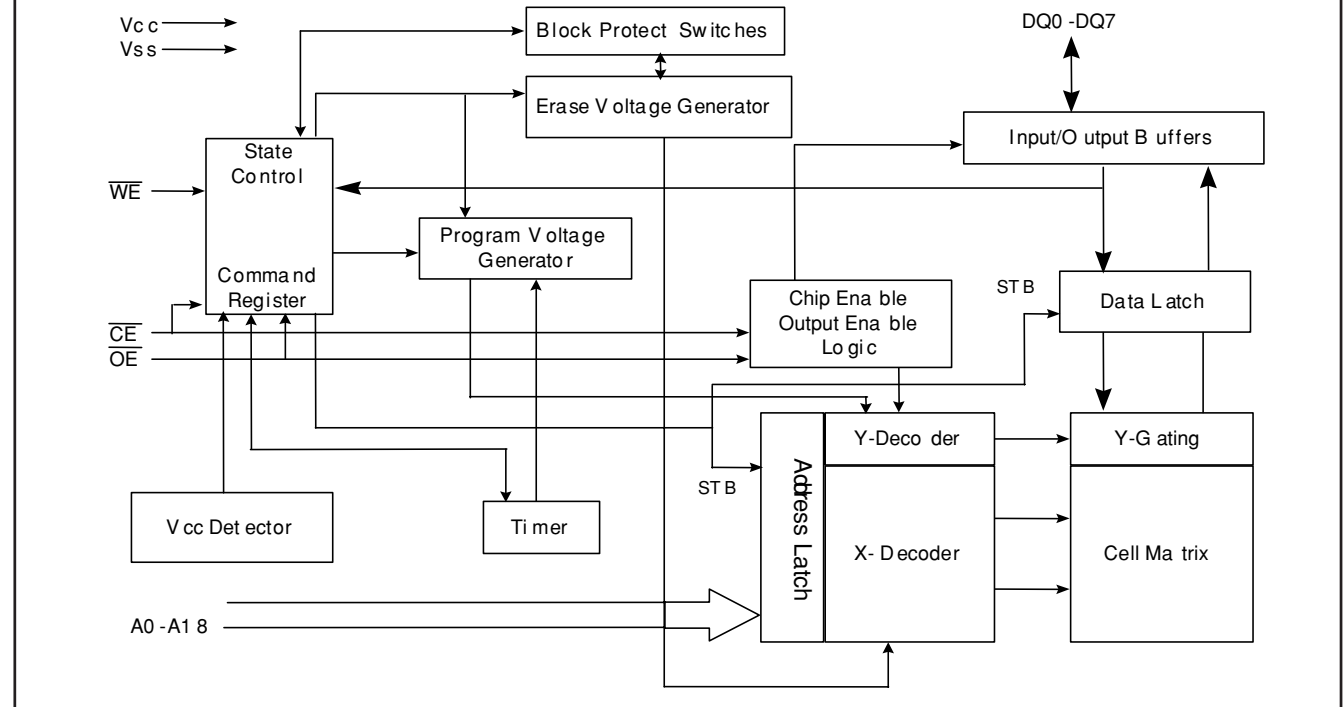 Vcc
Vss
Block Protect Switches
DQ0-DQ7
Erase Voltage Generator
Input/Output Buffers
State
Control
WE
Program Voltage
Generator
Command
Register
STB
Chip Enable
Output Enable
Logic
Data Latch
CE
OE
Y-Decoder
Y-Gating
Address Latch
STB
Vcc Detector
Timer
X-Decoder
Cell Matrix
A0-A18